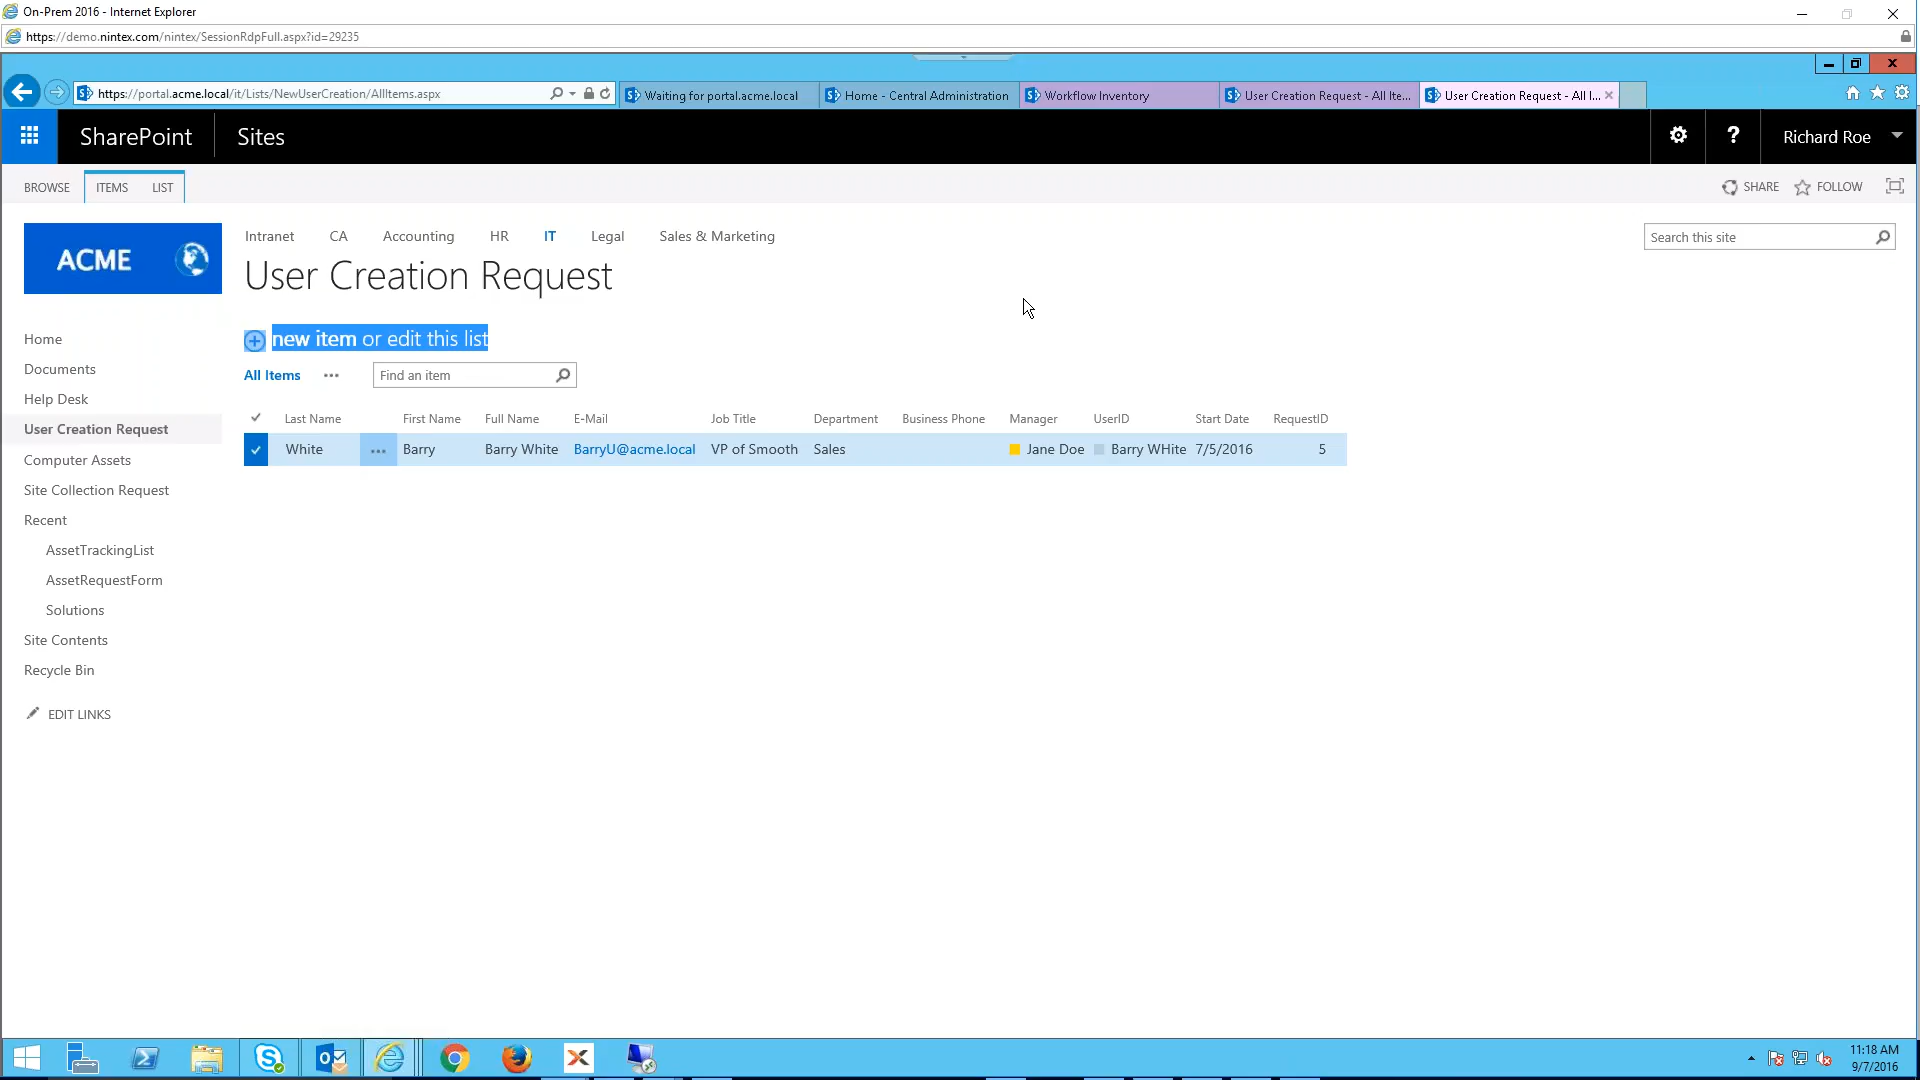 On-Prem 2016 - Internet Explorer
https://demo.nintex.com/nintex/SessionRdpFull.aspx?id=29235
https://portal.acme.local/it/Lists/NewUserCreation/AllItems.aspx
Waiting for portal.acme.local
Home - Central Administration
Workflow Inventory
User Creation Request - All Ite...
User Creation Request - All I...
SharePoint
Sites
?
Richard Roe
BROWSE ITEMS LIST
SHARE FOLLOW
ACME
Intranet CA Accounting HR IT Legal Sales & Marketing
Search this site
User Creation Request
new item or edit this list
All Items ... Find an item
Last Name First Name Full Name E-Mail Job Title Department Business Phone Manager UserID Start Date RequestID
White ... Barry Barry White BarryU@acme.local VP of Smooth Sales Jane Doe Barry WHite 7/5/2016 5
Home
Documents
Help Desk
User Creation Request
Computer Assets
Site Collection Request
Recent
AssetTrackingList
AssetRequestForm
Solutions
Site Contents
Recycle Bin
EDIT LINKS
11:18 AM
9/7/2016